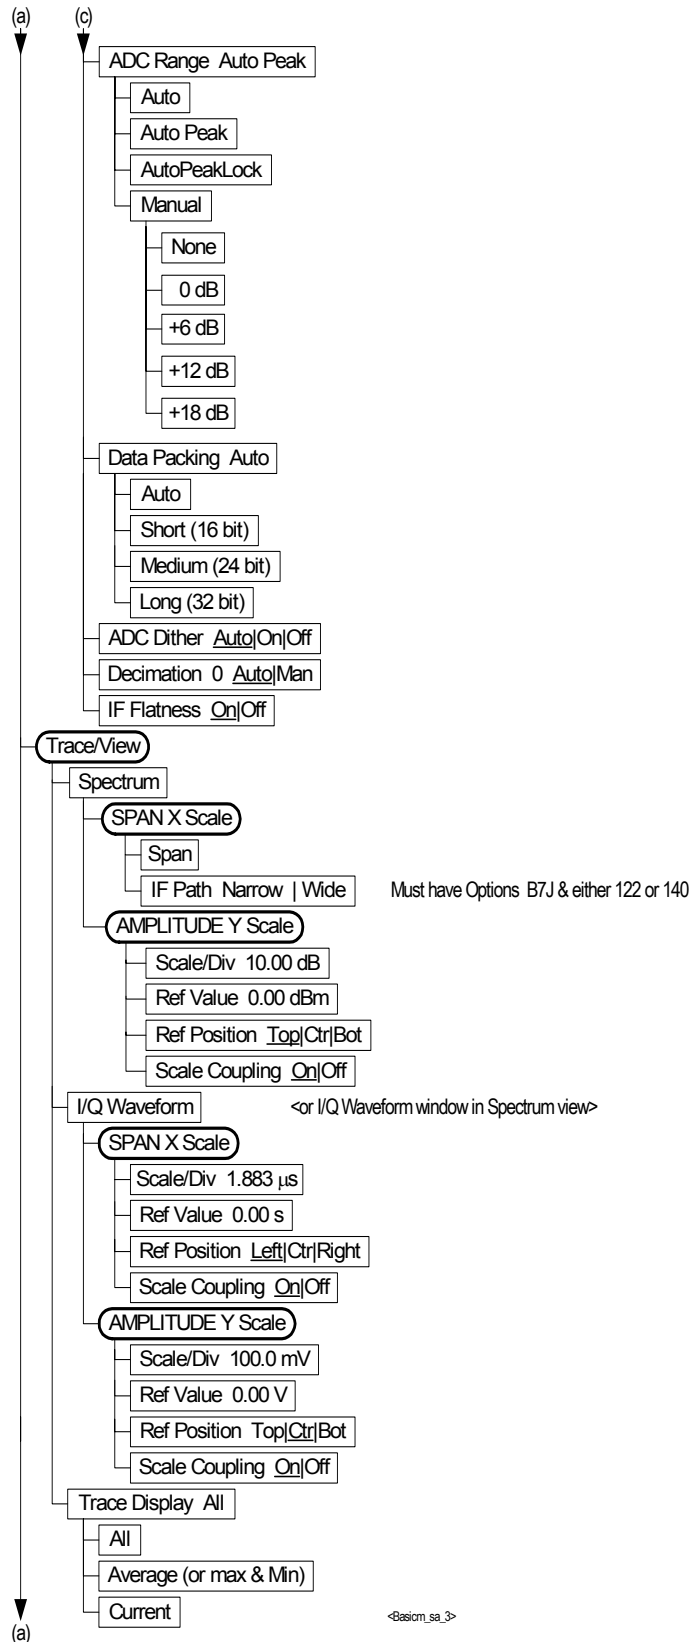 (a) (c)
ADC Range Auto Peak
Auto
Auto Peak
AutoPeakLock
Manual
None
0 dB
+6 dB
+12 dB
+18 dB
Data Packing Auto
Auto
Short (16 bit)
Medium (24 bit)
Long (32 bit)
ADC Dither Auto|On|Off
Decimation 0 Auto|Man
IF Flatness On|Off
Trace/View
Spectrum
SPAN X Scale
Span
IF Path Narrow | Wide Must have Options B7J & either 122 or 140
AMPLITUDE Y Scale
Scale/Div 10.00 dB
Ref Value 0.00 dBm
Ref Position Top|Ctr|Bot
Scale Coupling On|Off
I/Q Waveform <or I/Q Waveform window in Spectrum view>
SPAN X Scale
Scale/Div 1.883 μs
Ref Value 0.00 s
Ref Position Left|Ctr|Right
Scale Coupling On|Off
AMPLITUDE Y Scale
Scale/Div 100.0 mV
Ref Value 0.00 V
Ref Position Top|Ctr|Bot
Scale Coupling On|Off
Trace Display All
All
Average (or max & Min)
Current <Basicm_sa_3>
(a)